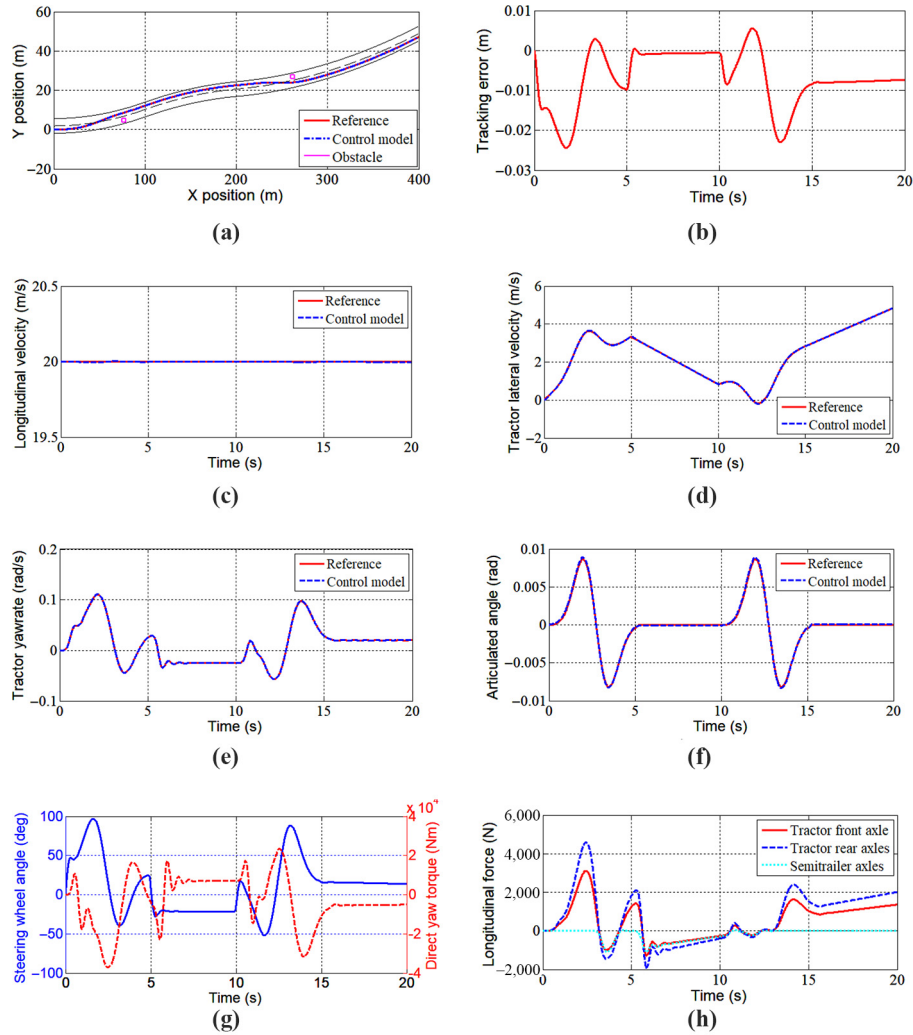 60
40
20
0
−20
Y position (m)
0
100
200
300
400
X position (m)
Reference
Control model
Obstacle
(a)
0.01
0
−0.01
−0.02
−0.03
Tracking error (m)
0
5
10
15
20
Time (s)
(b)
20.5
20
19.5
Longitudinal velocity (m/s)
0
5
10
15
20
Time (s)
Reference
Control model
(c)
6
4
2
0
−2
Tractor lateral velocity (m/s)
0
5
10
15
20
Time (s)
Reference
Control model
(d)
0.2
0.1
0
−0.1
Tractor yawrate (rad/s)
0
5
10
15
20
Time (s)
Reference
Control model
(e)
0.01
0.005
0
−0.005
−0.01
Articulated angle (rad)
0
5
10
15
20
Time (s)
Reference
Control model
(f)
100
50
0
−50
−100
Steering wheel angle (deg)
x 10⁴
4
2
0
−2
−4
Direct yaw torque (Nm)
0
5
10
15
20
Time (s)
(g)
6,000
4,000
2,000
0
−2,000
Longitudinal force (N)
0
5
10
15
20
Time (s)
Tractor front axle
Tractor rear axles
Semitrailer axles
(h)